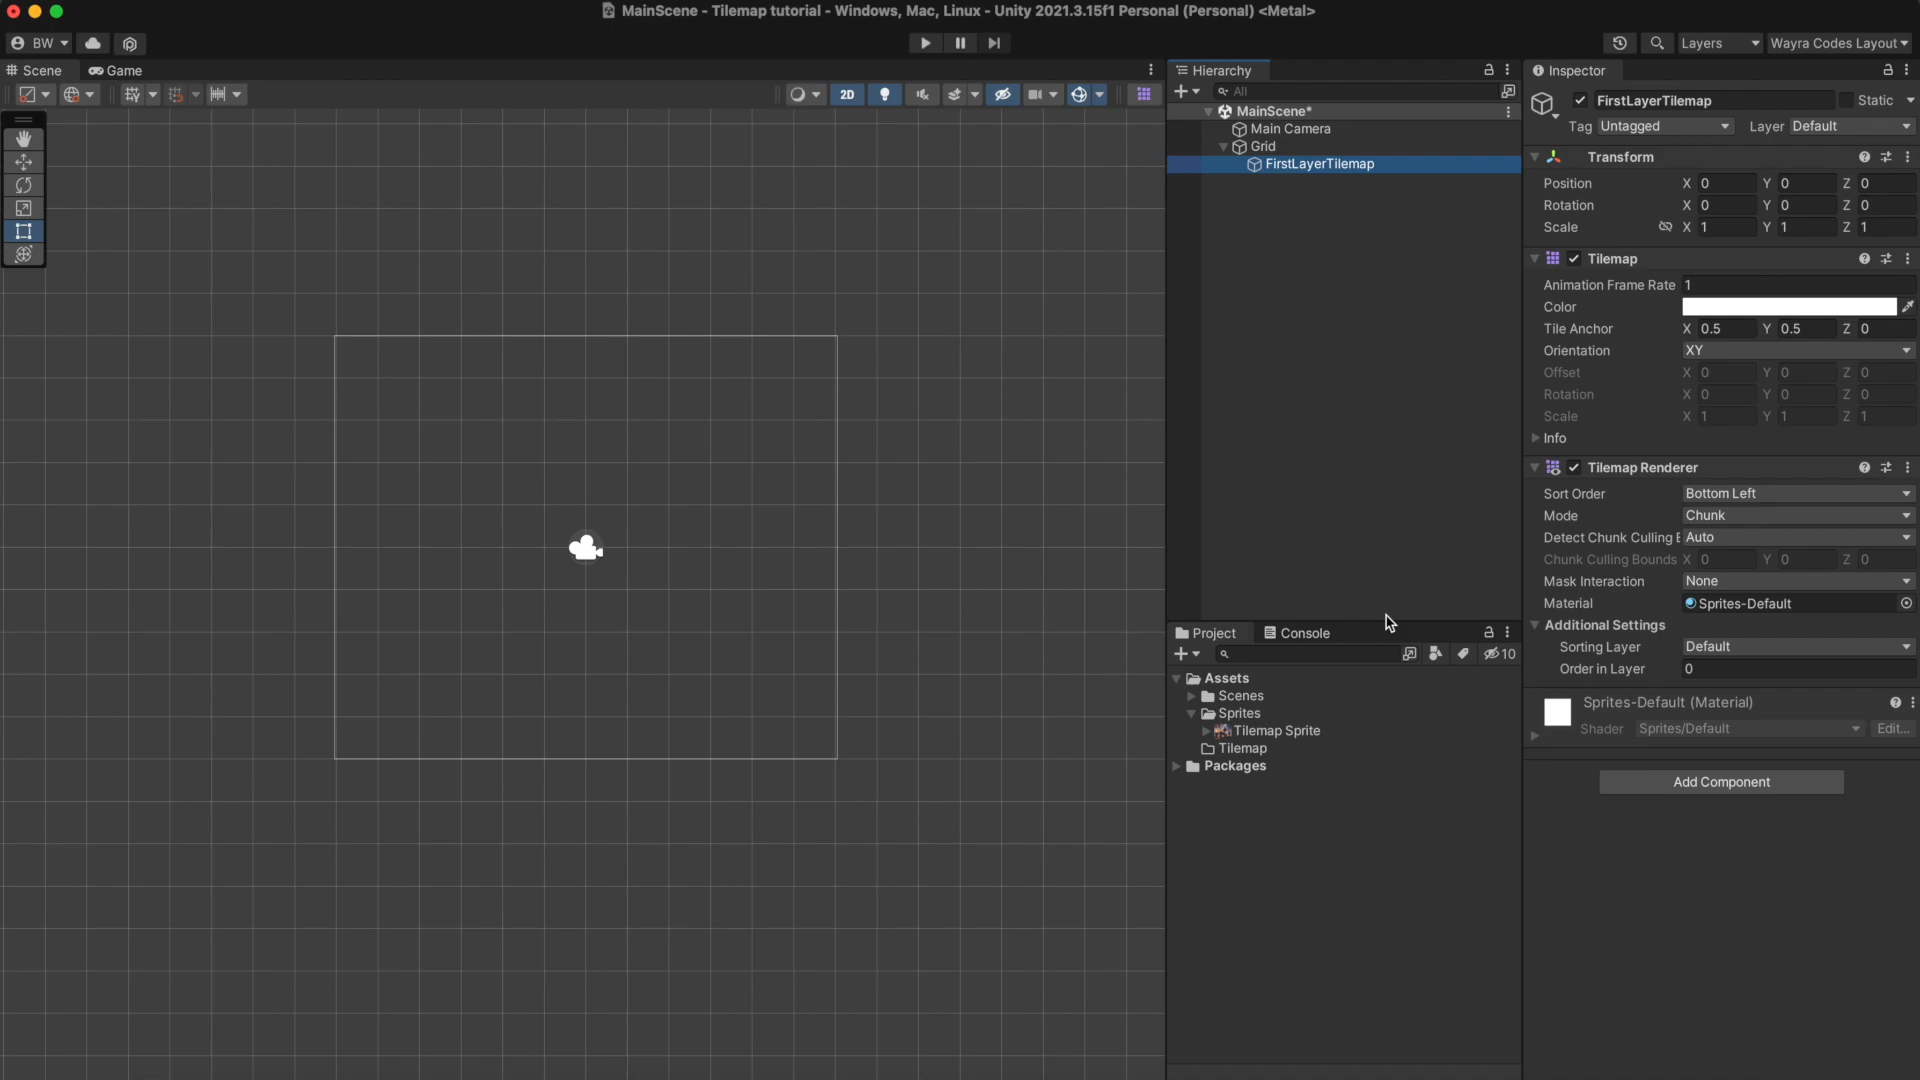 MainScene - Tilemap tutorial - Windows, Mac, Linux - Unity 2021.3.15f1 Personal (Personal) <Metal>
BW
Layers
Wayra Codes Layout
Scene
Game
2D
Hierarchy
All
MainScene*
Main Camera
Grid
FirstLayerTilemap
Project
Console
10
Assets
Scenes
Sprites
Tilemap Sprite
Tilemap
Packages
Inspector
FirstLayerTilemap
Static
Tag Untagged Layer Default
Transform
Position X 0 Y 0 Z 0
Rotation X 0 Y 0 Z 0
Scale X 1 Y 1 Z 1
Tilemap
Animation Frame Rate 1
Color
Tile Anchor X 0.5 Y 0.5 Z 0
Orientation XY
Offset X 0 Y 0 Z 0
Rotation X 0 Y 0 Z 0
Scale X 1 Y 1 Z 1
Info
Tilemap Renderer
Sort Order Bottom Left
Mode Chunk
Detect Chunk Culling Auto
Chunk Culling Bounds X 0 Y 0 Z 0
Mask Interaction None
Material Sprites-Default
Additional Settings
Sorting Layer Default
Order in Layer 0
Sprites-Default (Material)
Shader Sprites/Default Edit...
Add Component